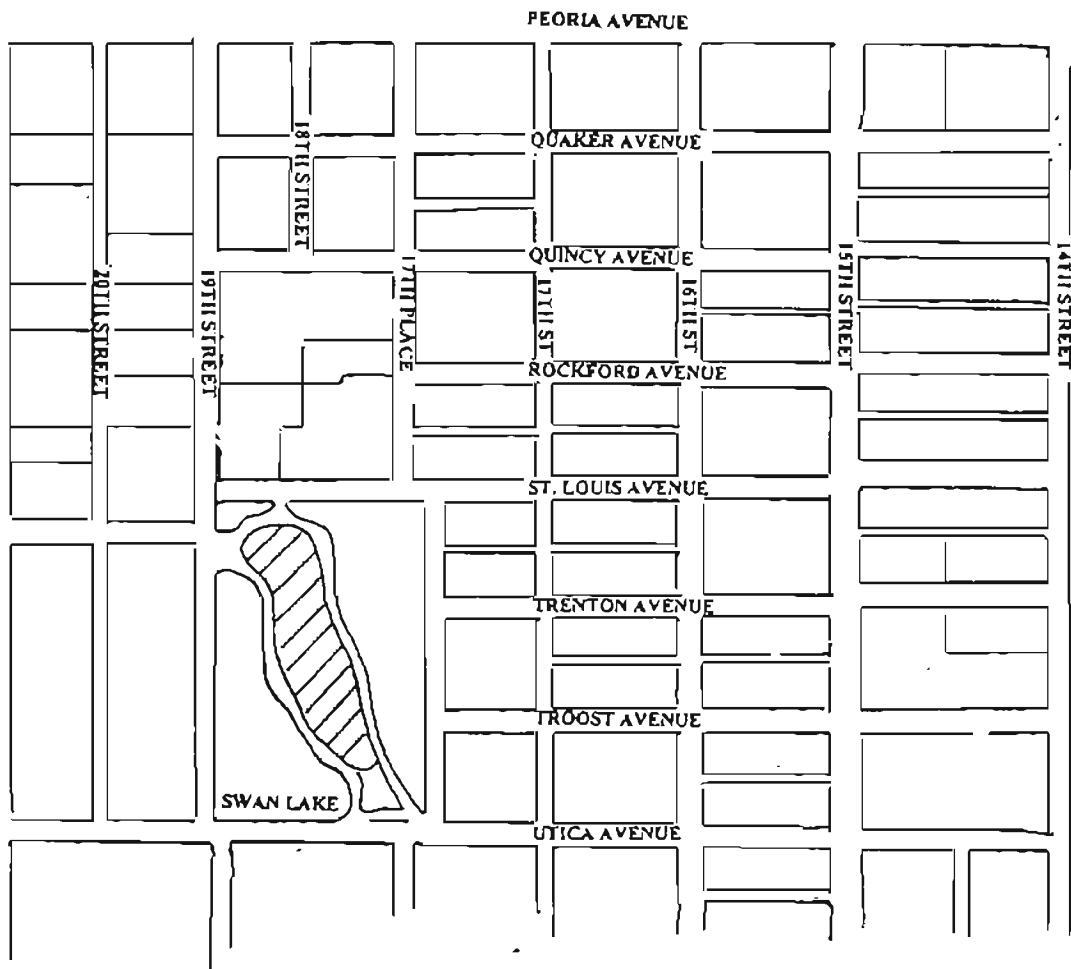 PEORIA AVENUE
QUAKER AVENUE
18TH STREET
QUINCY AVENUE
20TH STREET
19TH STREET
17TH PLACE
17TH ST
16TH ST
15TH STREET
14TH STREET
ROCKFORD AVENUE
ST. LOUIS AVENUE
TRENTON AVENUE
TROOST AVENUE
SWAN LAKE
UTICA AVENUE